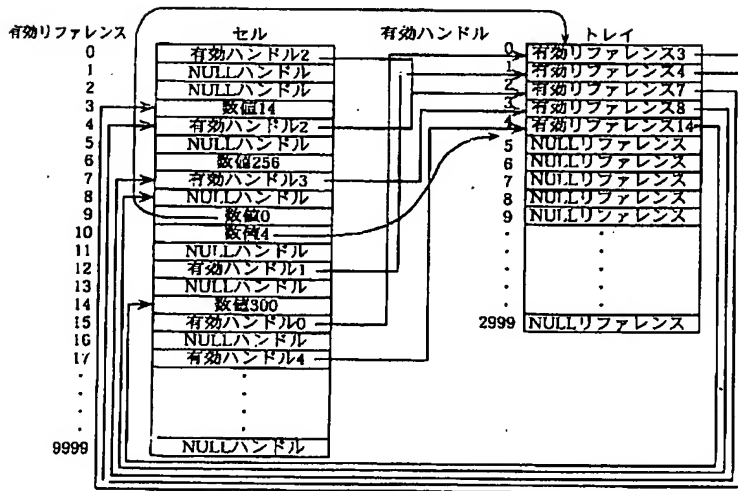 有効リファレンス セル 有効ハンドル トレイ
0 有効ハンドル2
1 NULLハンドル
2 NULLハンドル
3 数値14
4 有効ハンドル2
5 NULLハンドル
6 数値256
7 有効ハンドル3
8 NULLハンドル
9 数値0
10 数値4
11 NULLハンドル
12 有効ハンドル1
13 NULLハンドル
14 数値300
15 有効ハンドル0
16 NULLハンドル
17 有効ハンドル4
9999 NULLハンドル
0 有効リファレンス3
1 有効リファレンス4
2 有効リファレンス7
3 有効リファレンス8
4 有効リファレンス14
5 NULLリファレンス
6 NULLリファレンス
7 NULLリファレンス
8 NULLリファレンス
9 NULLリファレンス
2999 NULLリファレンス